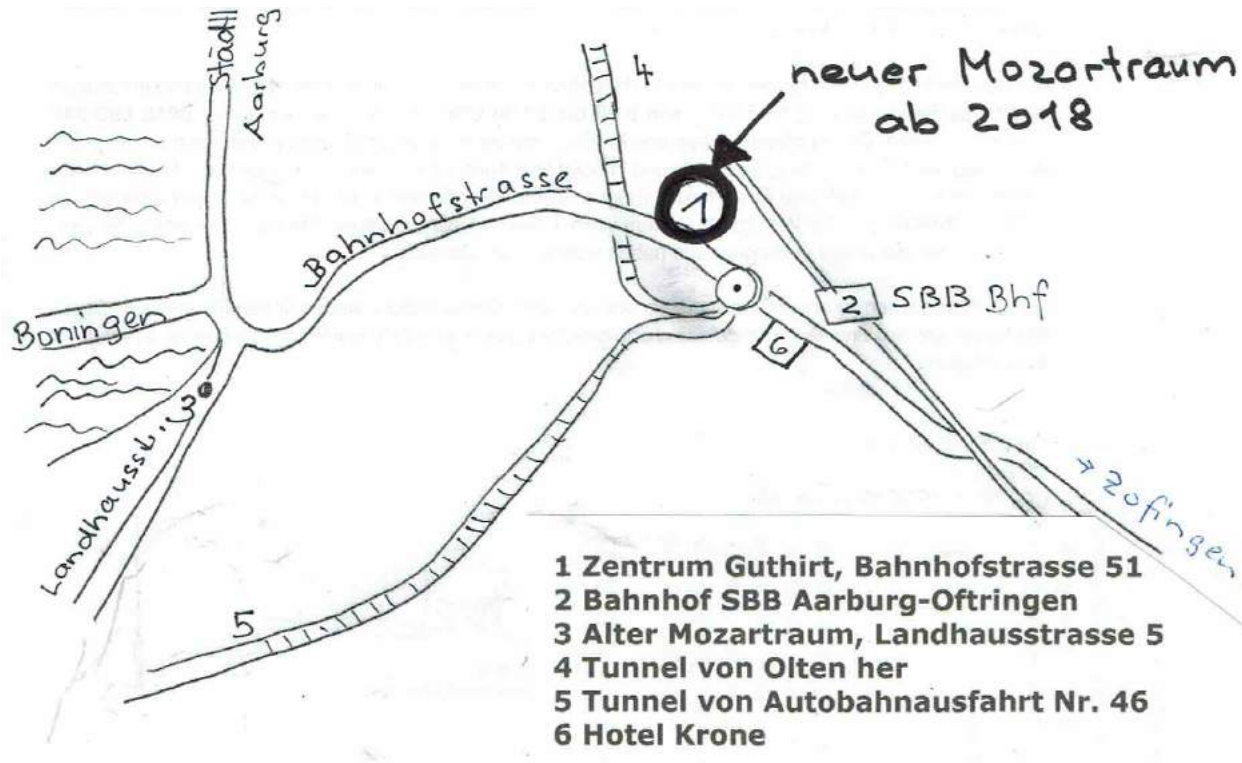 Städtl
Aarburg
4
neuer Mozartraum
ab 2018
Bahnhofstrasse
1
2
SBB Bhf
Boningen
6
3
Landhausstr.
→ Zofingen
5
1 Zentrum Guthirt, Bahnhofstrasse 51
2 Bahnhof SBB Aarburg-Oftringen
3 Alter Mozartraum, Landhausstrasse 5
4 Tunnel von Olten her
5 Tunnel von Autobahnausfahrt Nr. 46
6 Hotel Krone